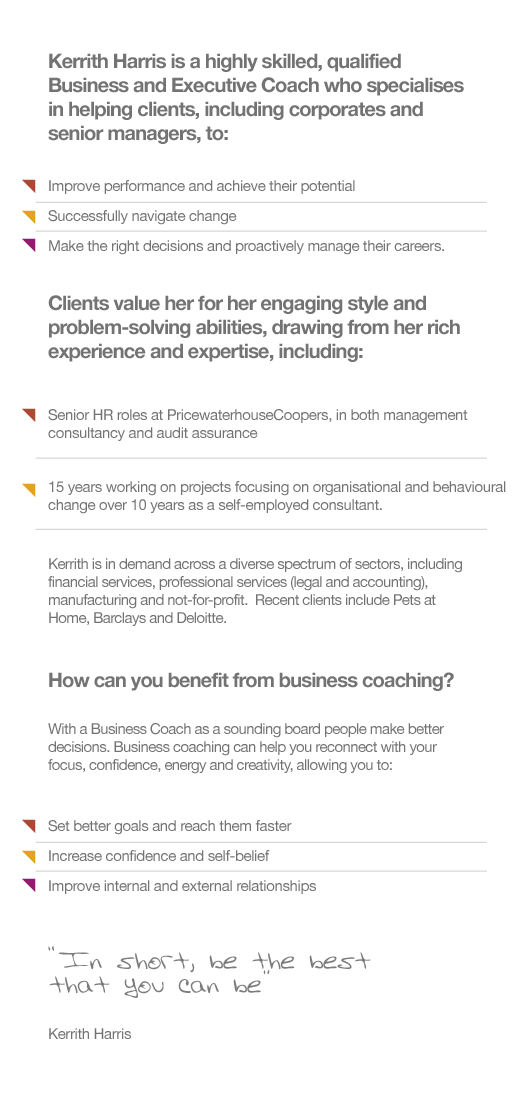 Kerrith Harris is a highly skilled, qualified
Business and Executive Coach who specialises
in helping clients, including corporates and
senior managers, to:
Improve performance and achieve their potential
Successfully navigate change
Make the right decisions and proactively manage their careers.
Clients value her for her engaging style and
problem-solving abilities, drawing from her rich
experience and expertise, including:
Senior HR roles at PricewaterhouseCoopers, in both management
consultancy and audit assurance
15 years working on projects focusing on organisational and behavioural
change over 10 years as a self-employed consultant.
Kerrith is in demand across a diverse spectrum of sectors, including
financial services, professional services (legal and accounting),
manufacturing and not-for-profit.  Recent clients include Pets at
Home, Barclays and Deloitte.
How can you benefit from business coaching?
With a Business Coach as a sounding board people make better
decisions. Business coaching can help you reconnect with your
focus, confidence, energy and creativity, allowing you to:
Set better goals and reach them faster
Increase confidence and self-belief
Improve internal and external relationships
"In short, be the best
that you can be"
Kerrith Harris